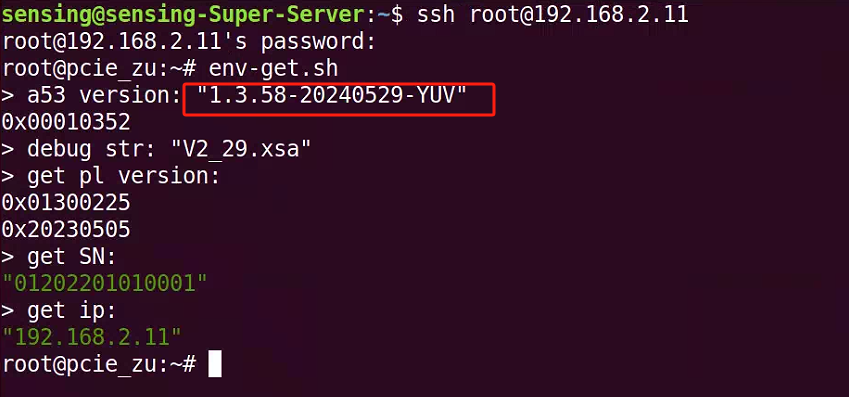 sensing@sensing-Super-Server:~$ ssh root@192.168.2.11
root@192.168.2.11's password:
root@pcie_zu:~# env-get.sh
> a53 version: "1.3.58-20240529-YUV"
0x00010352
> debug str: "V2_29.xsa"
> get pl version:
0x01300225
0x20230505
> get SN:
"01202201010001"
> get ip:
"192.168.2.11"
root@pcie_zu:~#